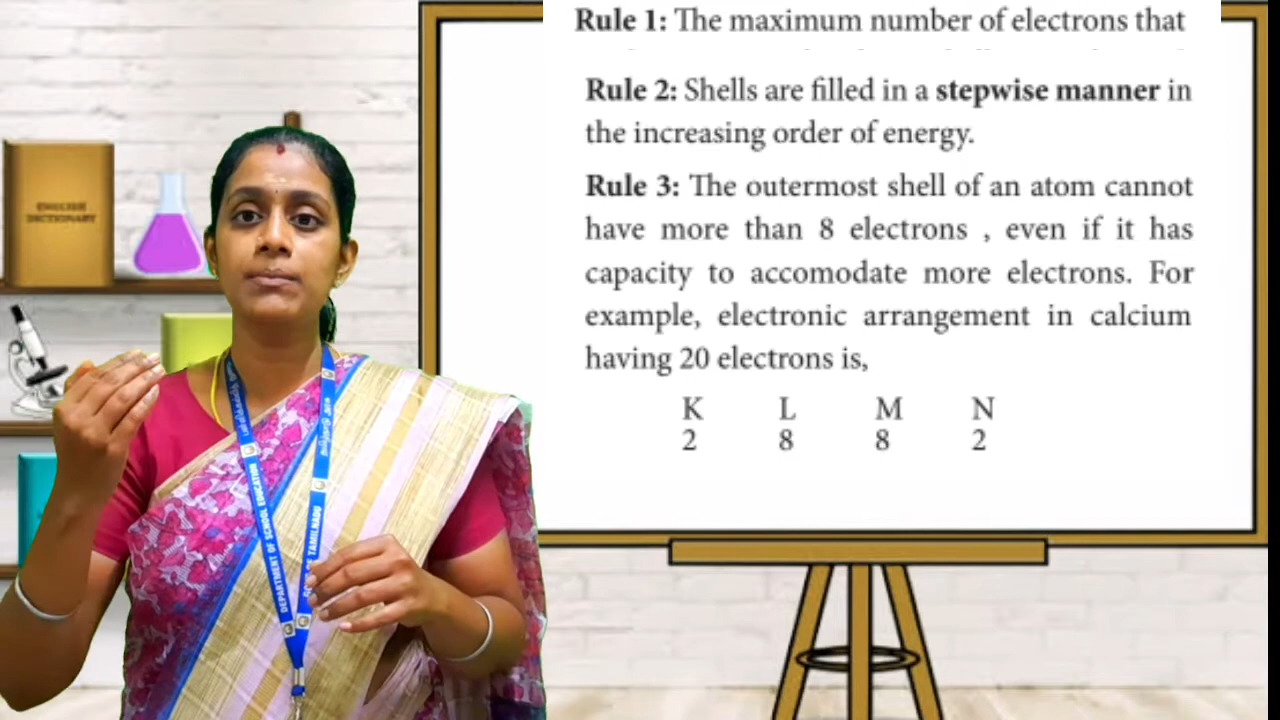 Rule 1: The maximum number of electrons that
Rule 2: Shells are filled in a stepwise manner in
the increasing order of energy.
Rule 3: The outermost shell of an atom cannot
have more than 8 electrons , even if it has
capacity to accomodate more electrons. For
example, electronic arrangement in calcium
having 20 electrons is,
K L M N
2 8 8 2
ENGLISH
DICTIONARY
DEPARTMENT OF SCHOOL EDUCATION
OF TAMILNADU